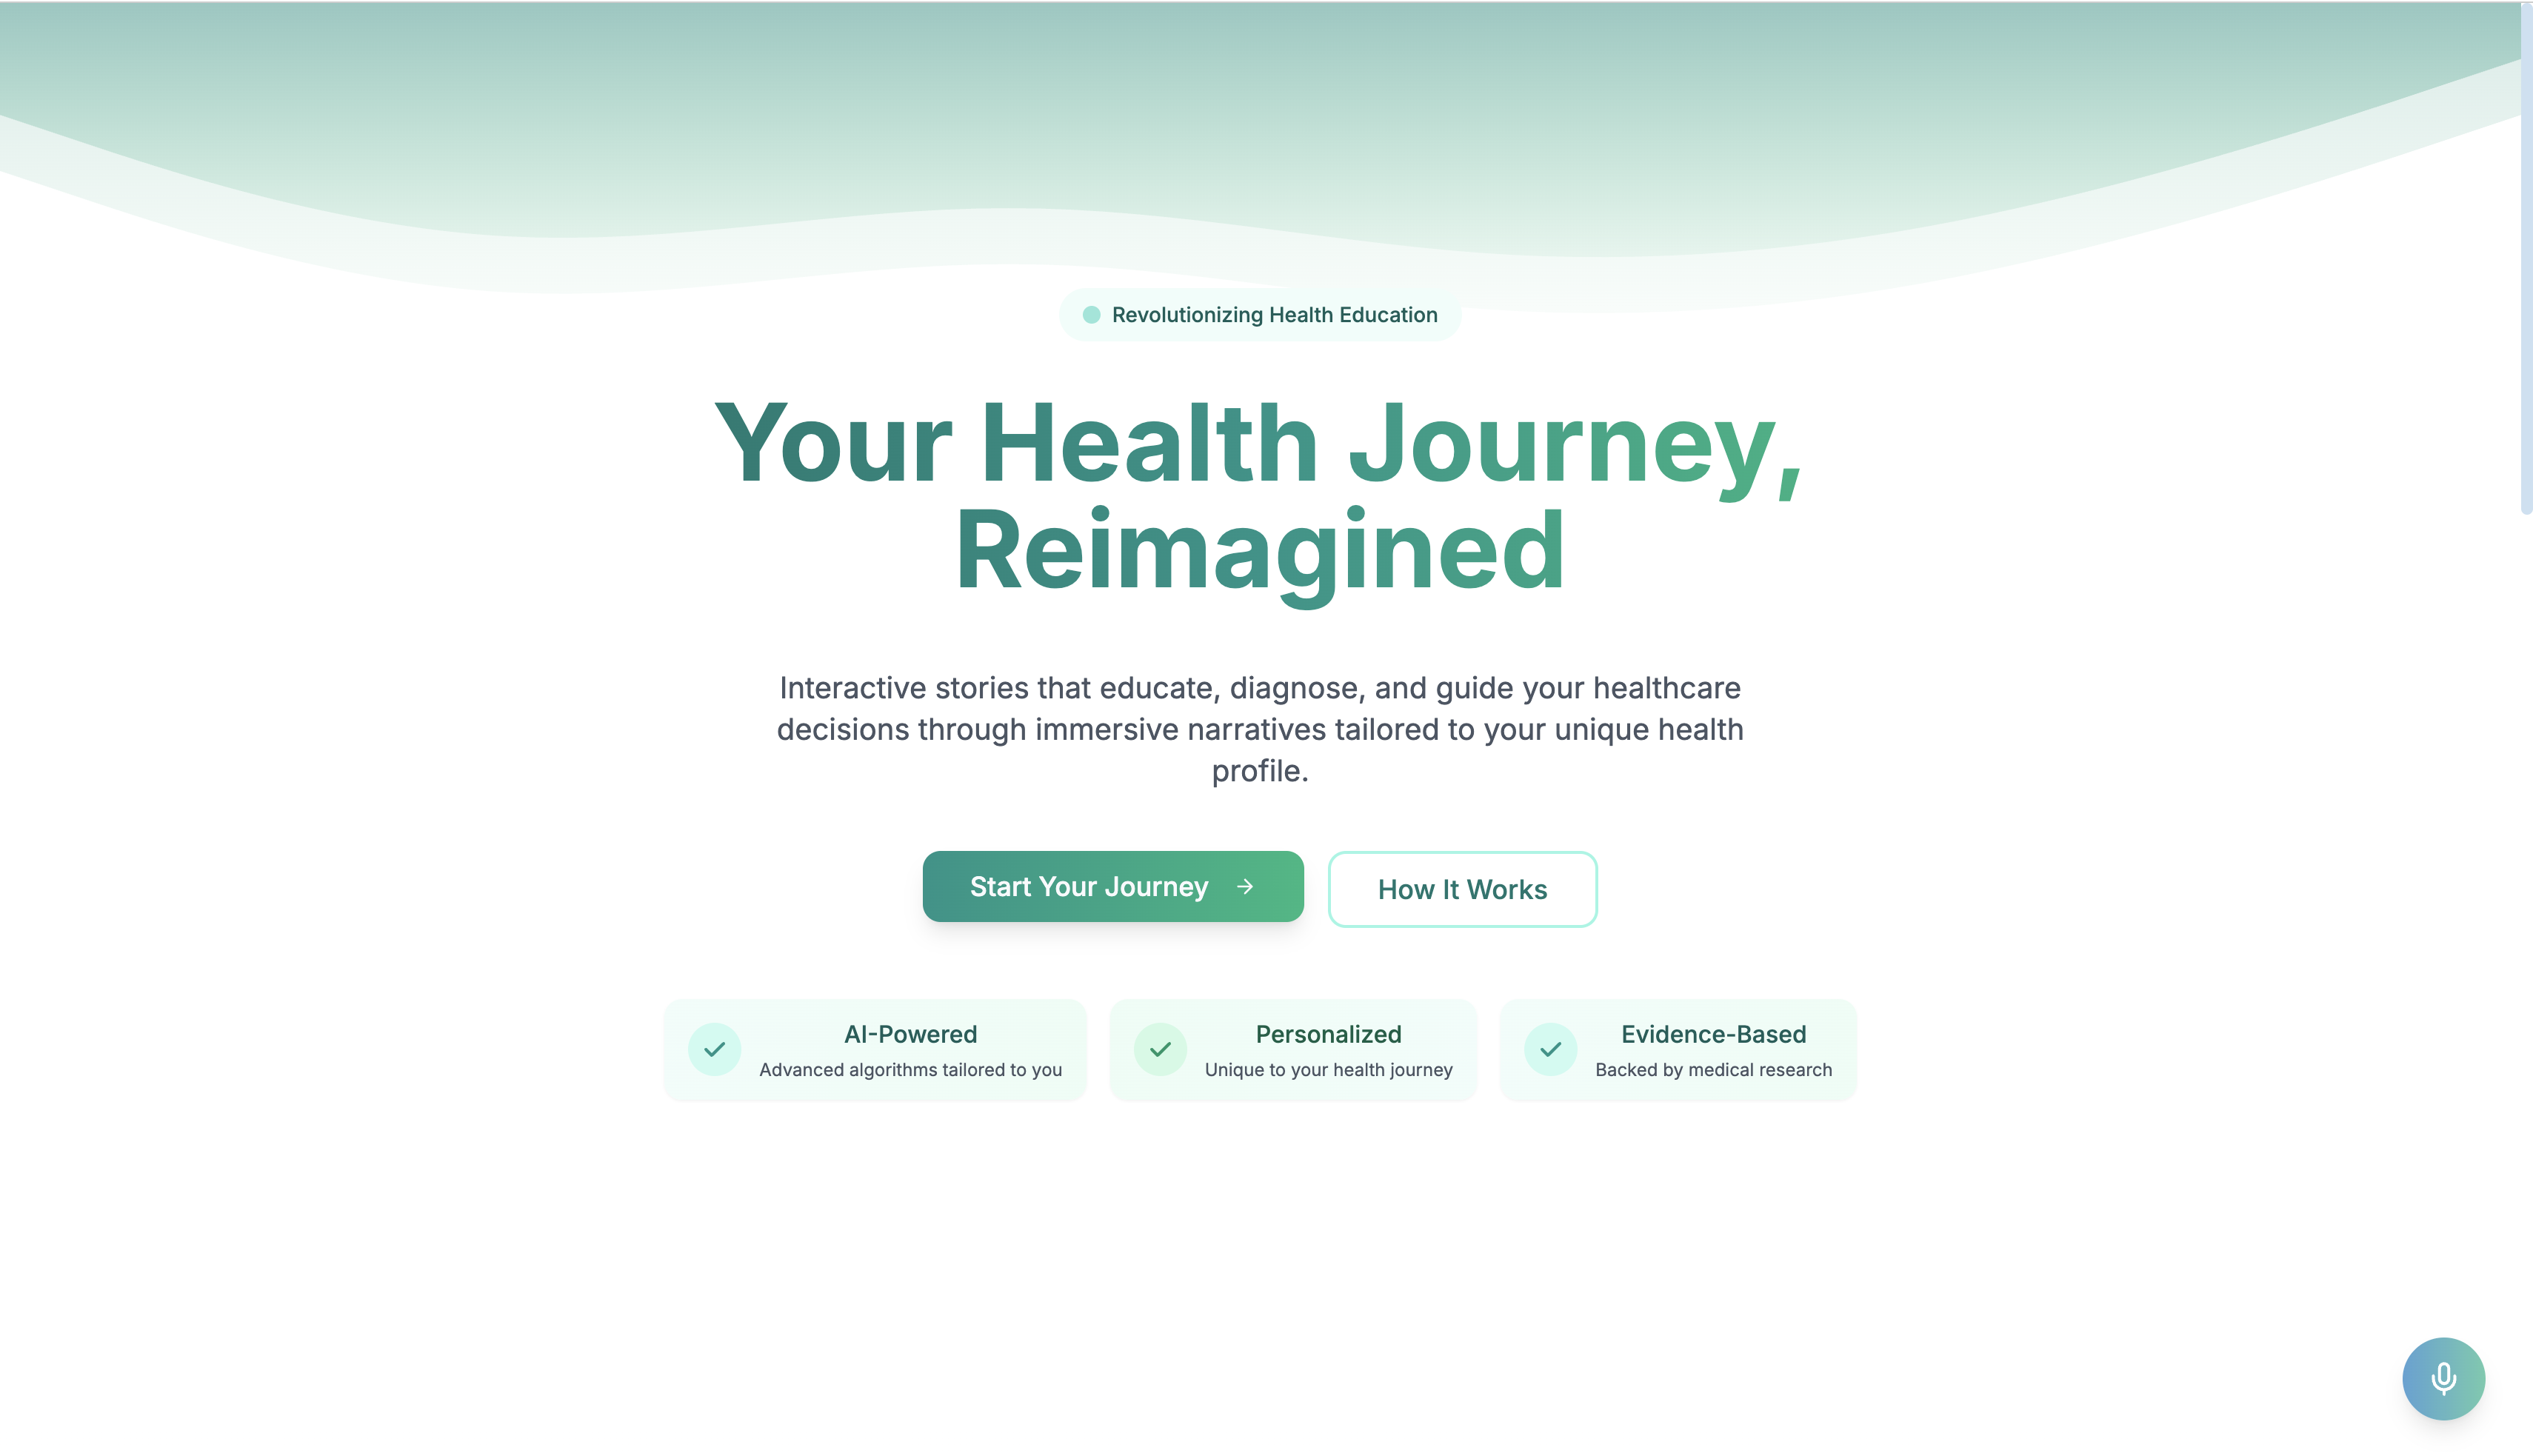 Revolutionizing Health Education
Your Health Journey,
Reimagined
Interactive stories that educate, diagnose, and guide your healthcare
decisions through immersive narratives tailored to your unique health
profile.
Start Your Journey
How It Works
AI-Powered
Advanced algorithms tailored to you
Personalized
Unique to your health journey
Evidence-Based
Backed by medical research